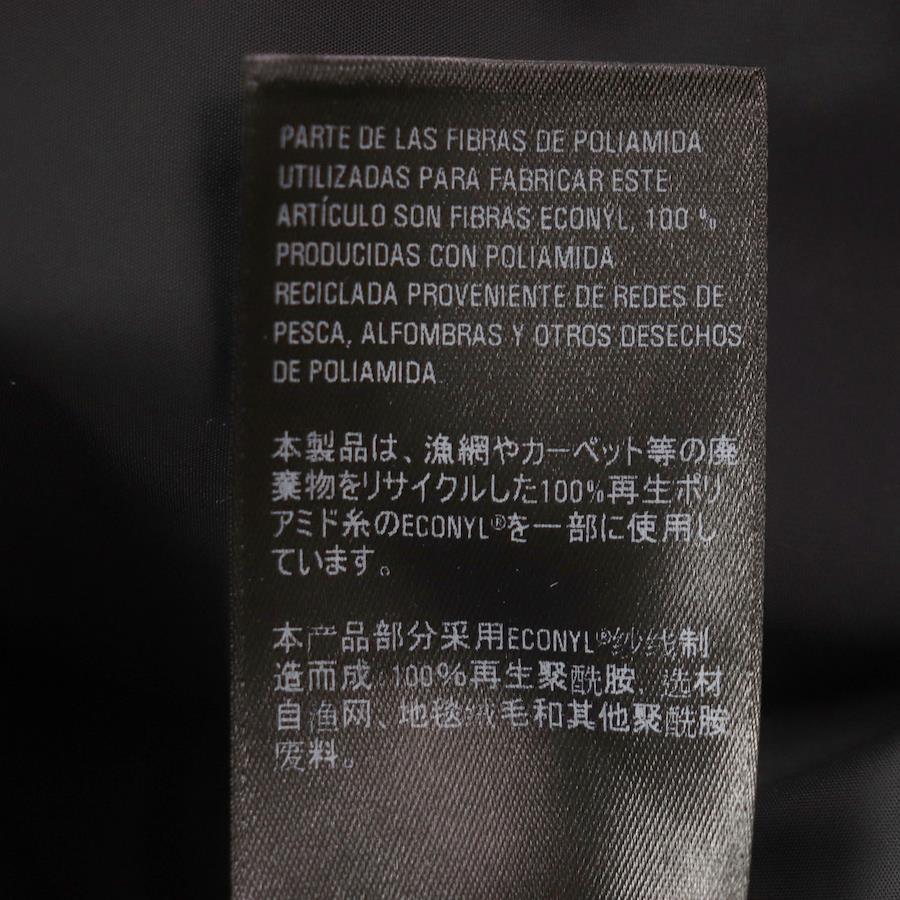 PARTE DE LAS FIBRAS DE POLIAMIDA
UTILIZADAS PARA FABRICAR ESTE
ARTÍCULO SON FIBRAS ECONYL, 100 %
PRODUCIDAS CON POLIAMIDA
RECICLADA PROVENIENTE DE REDES DE
PESCA, ALFOMBRAS Y OTROS DESECHOS
DE POLIAMIDA
本製品は、漁網やカーペット等の廃
棄物をリサイクルした100%再生ポリ
アミド糸のECONYL®を一部に使用し
ています。
本产品部分采用ECONYL®纱线制
造而成, 100%再生聚酰胺, 选材
自渔网、地毯绒毛和其他聚酰胺
废料。